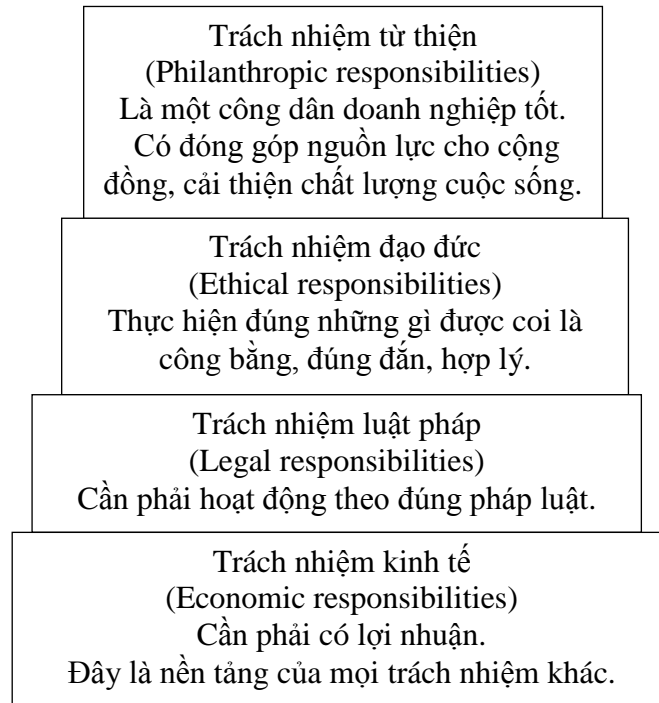 Trách nhiệm từ thiện
(Philanthropic responsibilities)
Là một công dân doanh nghiệp tốt.
Có đóng góp nguồn lực cho cộng
đồng, cải thiện chất lượng cuộc sống.
Trách nhiệm đạo đức
(Ethical responsibilities)
Thực hiện đúng những gì được coi là
công bằng, đúng đắn, hợp lý.
Trách nhiệm luật pháp
(Legal responsibilities)
Cần phải hoạt động theo đúng pháp luật.
Trách nhiệm kinh tế
(Economic responsibilities)
Cần phải có lợi nhuận.
Đây là nền tảng của mọi trách nhiệm khác.